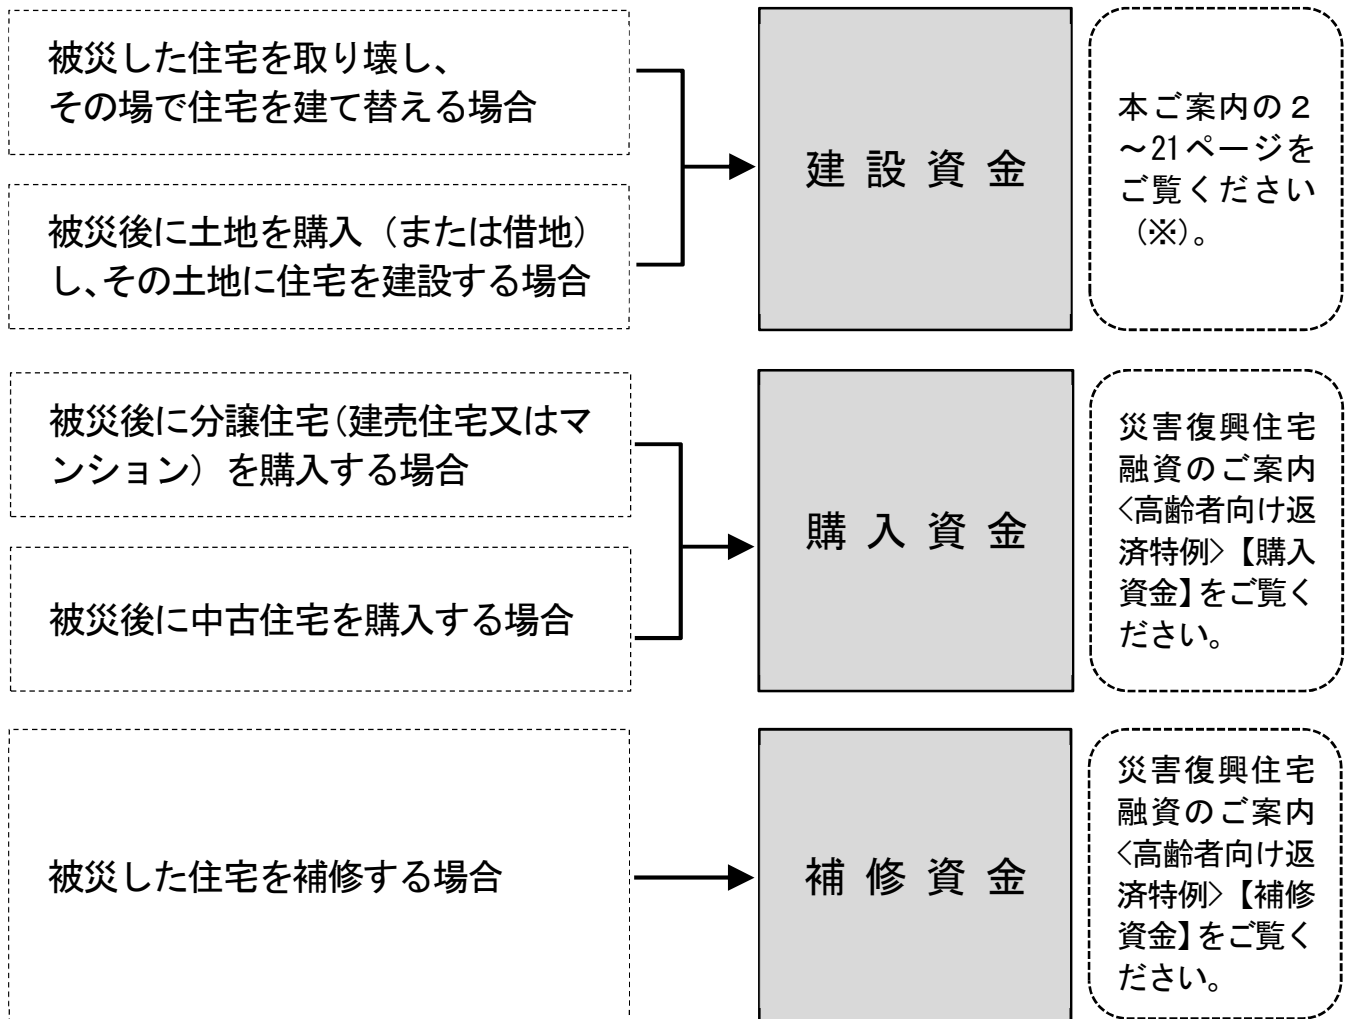 被災した住宅を取り壊し、
その場で住宅を建て替える場合
被災後に土地を購入（または借地）
し、その土地に住宅を建設する場合
建設資金
本ご案内の２
～21ページを
ご覧ください
（※）。
被災後に分譲住宅（建売住宅又はマ
ンション）を購入する場合
被災後に中古住宅を購入する場合
購入資金
災害復興住宅
融資のご案内
〈高齢者向け返
済特例〉【購入
資金】をご覧く
ださい。
被災した住宅を補修する場合
補修資金
災害復興住宅
融資のご案内
〈高齢者向け返
済特例〉【補修
資金】をご覧く
ださい。